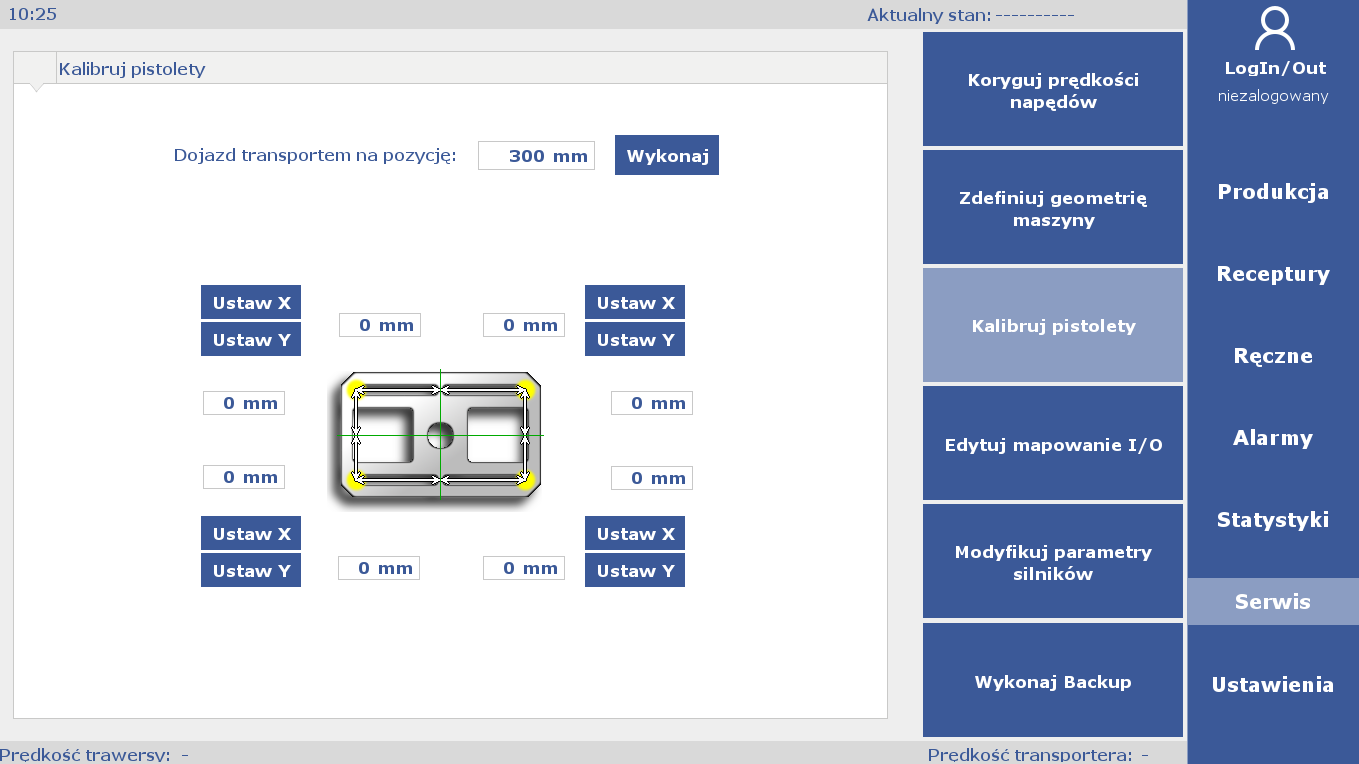 10:25
Aktualny stan: ----------
LogIn/Out
niezalogowany
Kalibruj pistolety
Dojazd transportem na pozycję:
300 mm
Wykonaj
Ustaw X
Ustaw Y
0 mm
0 mm
Ustaw X
Ustaw Y
0 mm
0 mm
0 mm
0 mm
Ustaw X
Ustaw Y
0 mm
0 mm
Ustaw X
Ustaw Y
Koryguj prędkości
napędów
Zdefiniuj geometrię
maszyny
Kalibruj pistolety
Edytuj mapowanie I/O
Modyfikuj parametry
silników
Wykonaj Backup
Produkcja
Receptury
Ręczne
Alarmy
Statystyki
Serwis
Ustawienia
Prędkość trawersy: -
Prędkość transportera: -